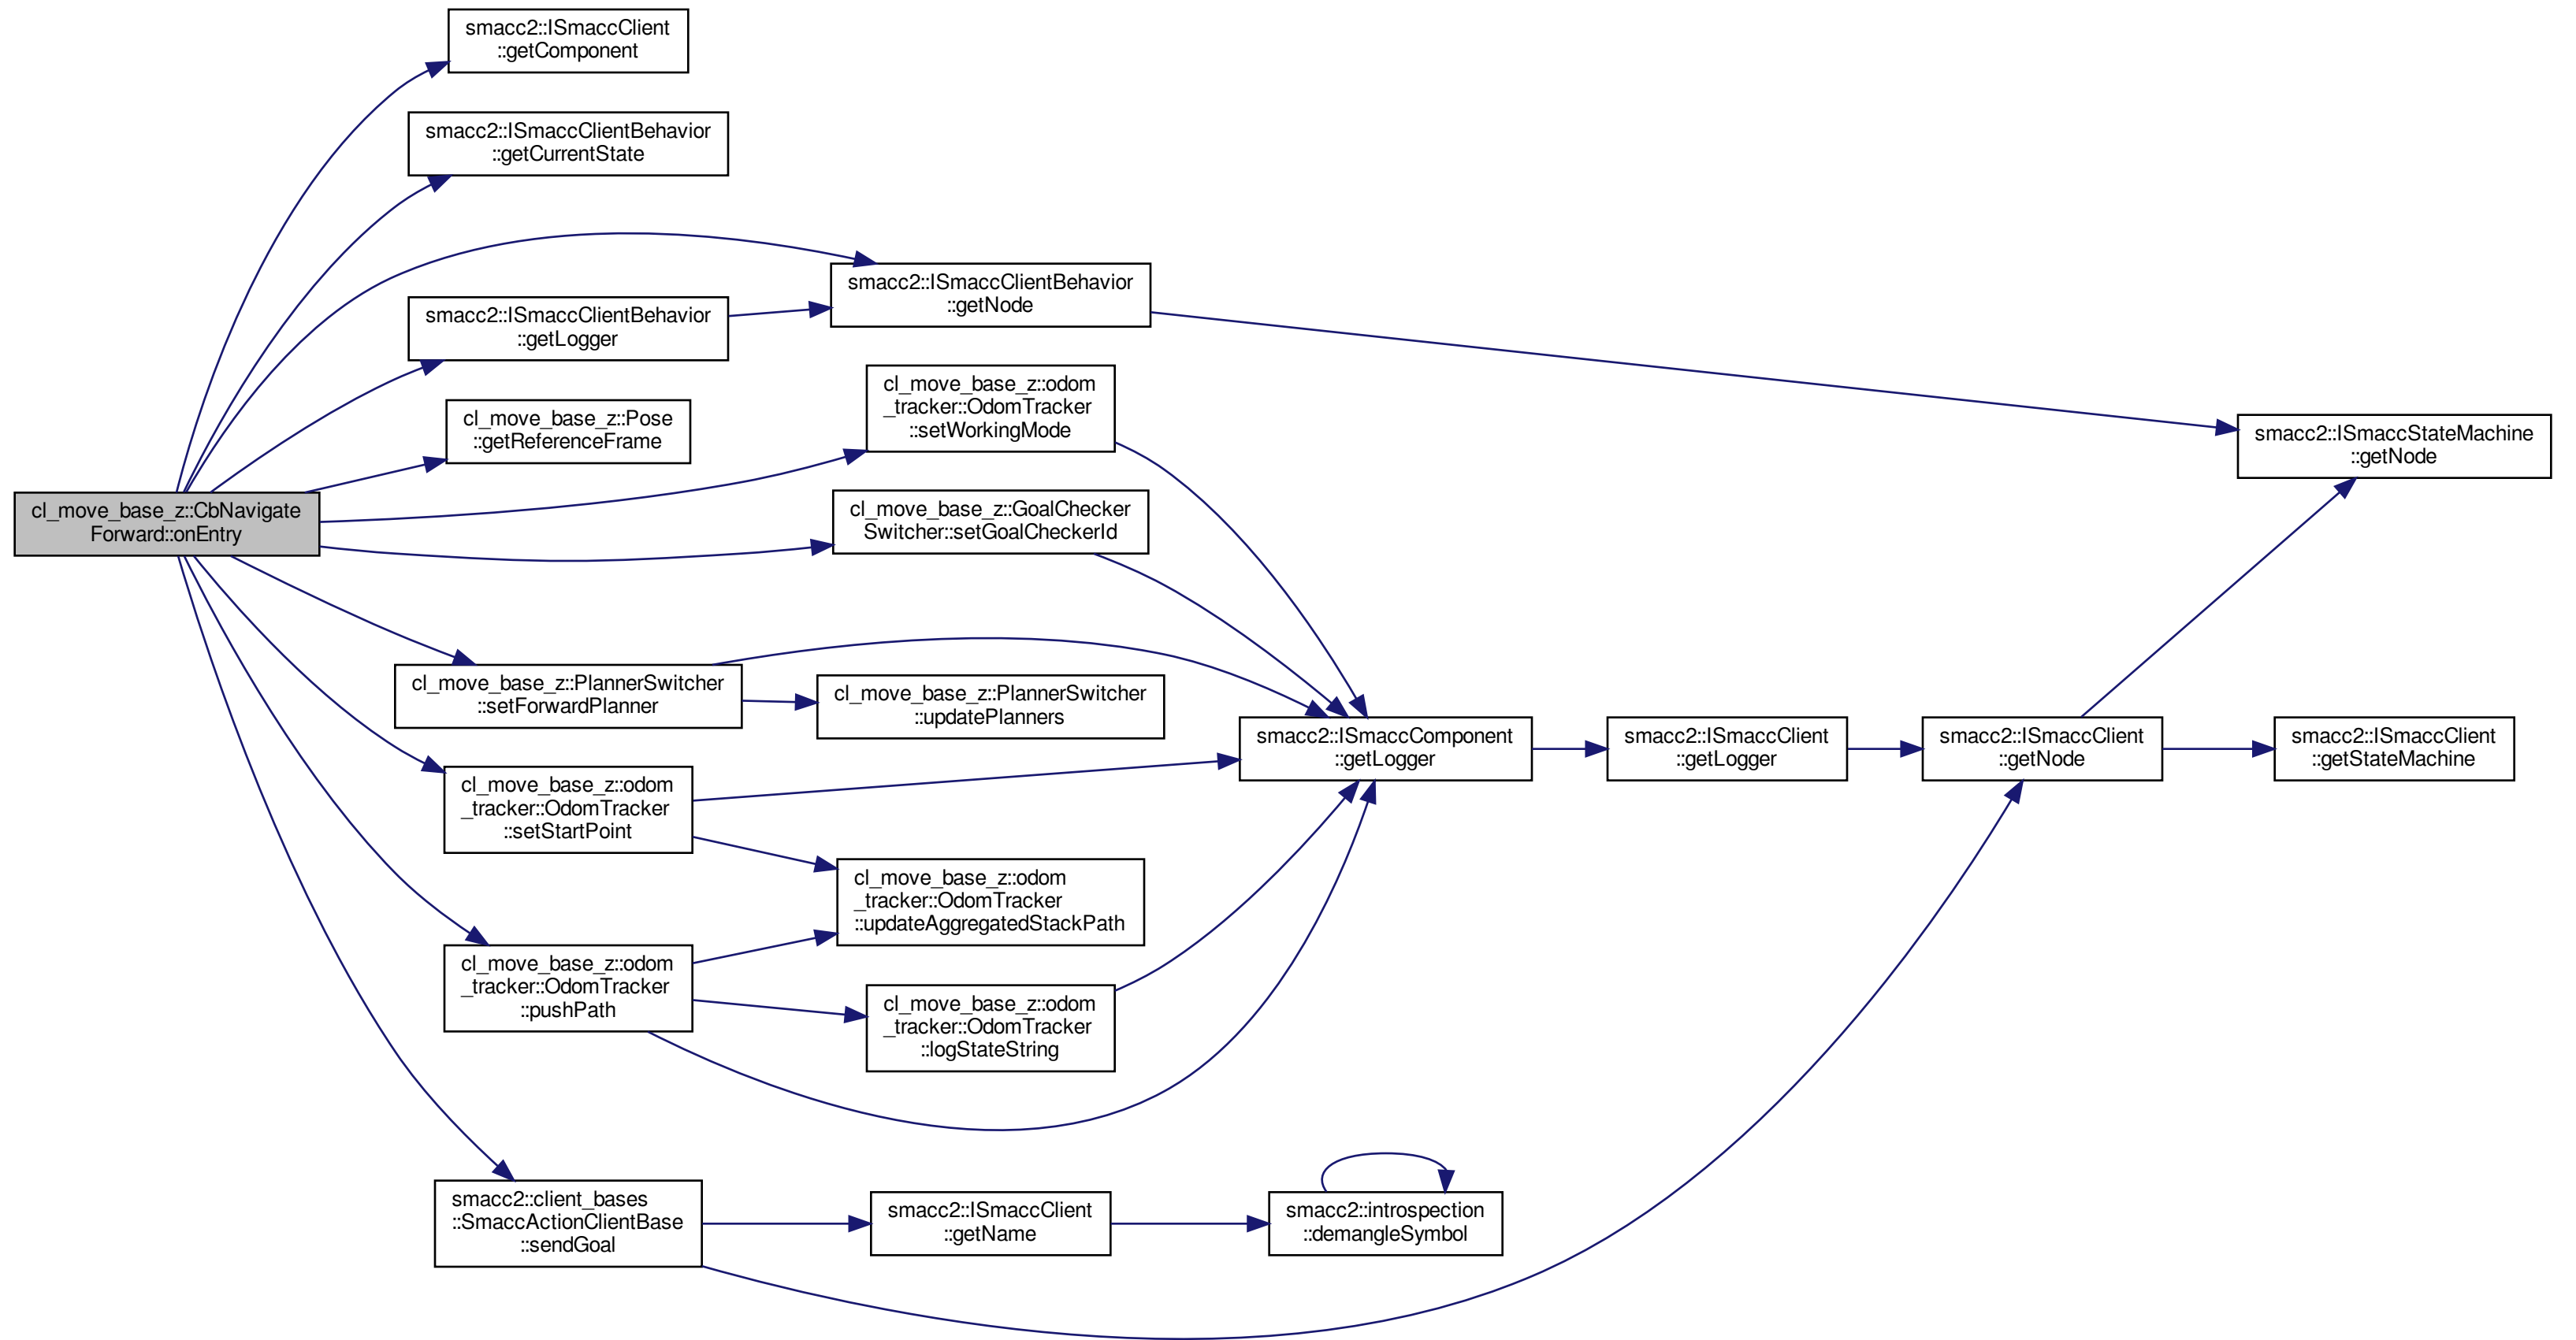 smacc2::ISmaccClient
::getComponent
smacc2::ISmaccClientBehavior
::getCurrentState
smacc2::ISmaccClientBehavior
::getNode
smacc2::ISmaccClientBehavior
::getLogger
cl_move_base_z::odom
_tracker::OdomTracker
::setWorkingMode
cl_move_base_z::Pose
::getReferenceFrame
smacc2::ISmaccStateMachine
::getNode
cl_move_base_z::CbNavigate
Forward::onEntry
cl_move_base_z::GoalChecker
Switcher::setGoalCheckerId
cl_move_base_z::PlannerSwitcher
::setForwardPlanner
cl_move_base_z::PlannerSwitcher
::updatePlanners
smacc2::ISmaccComponent
::getLogger
smacc2::ISmaccClient
::getLogger
smacc2::ISmaccClient
::getNode
smacc2::ISmaccClient
::getStateMachine
cl_move_base_z::odom
_tracker::OdomTracker
::setStartPoint
cl_move_base_z::odom
_tracker::OdomTracker
::updateAggregatedStackPath
cl_move_base_z::odom
_tracker::OdomTracker
::pushPath
cl_move_base_z::odom
_tracker::OdomTracker
::logStateString
smacc2::client_bases
::SmaccActionClientBase
::sendGoal
smacc2::ISmaccClient
::getName
smacc2::introspection
::demangleSymbol